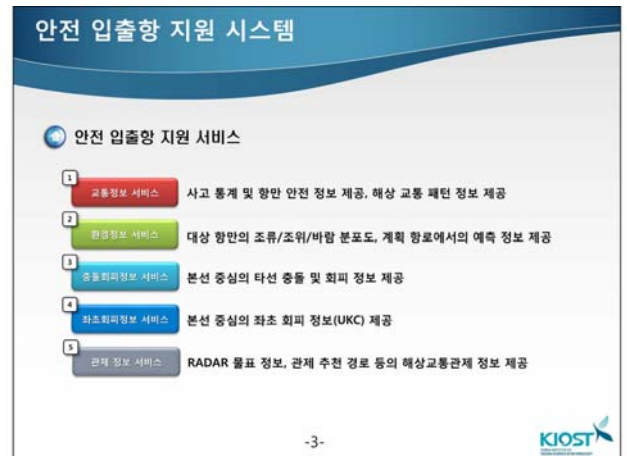 안전 입출항 지원 시스템
안전 입출항 지원 서비스
1
교통정보 서비스
사고 통계 및 항만 안전 정보 제공, 해상 교통 패턴 정보 제공
2
환경정보 서비스
대상 항만의 조류/조위/바람 분포도, 계획 항로에서의 예측 정보 제공
3
충돌회피정보 서비스
본선 중심의 타선 충돌 및 회피 정보 제공
4
좌초회피정보 서비스
본선 중심의 좌초 회피 정보(UKC) 제공
5
관제 정보 서비스
RADAR 물표 정보, 관제 추천 경로 등의 해상교통관제 정보 제공
-3-
KIOST